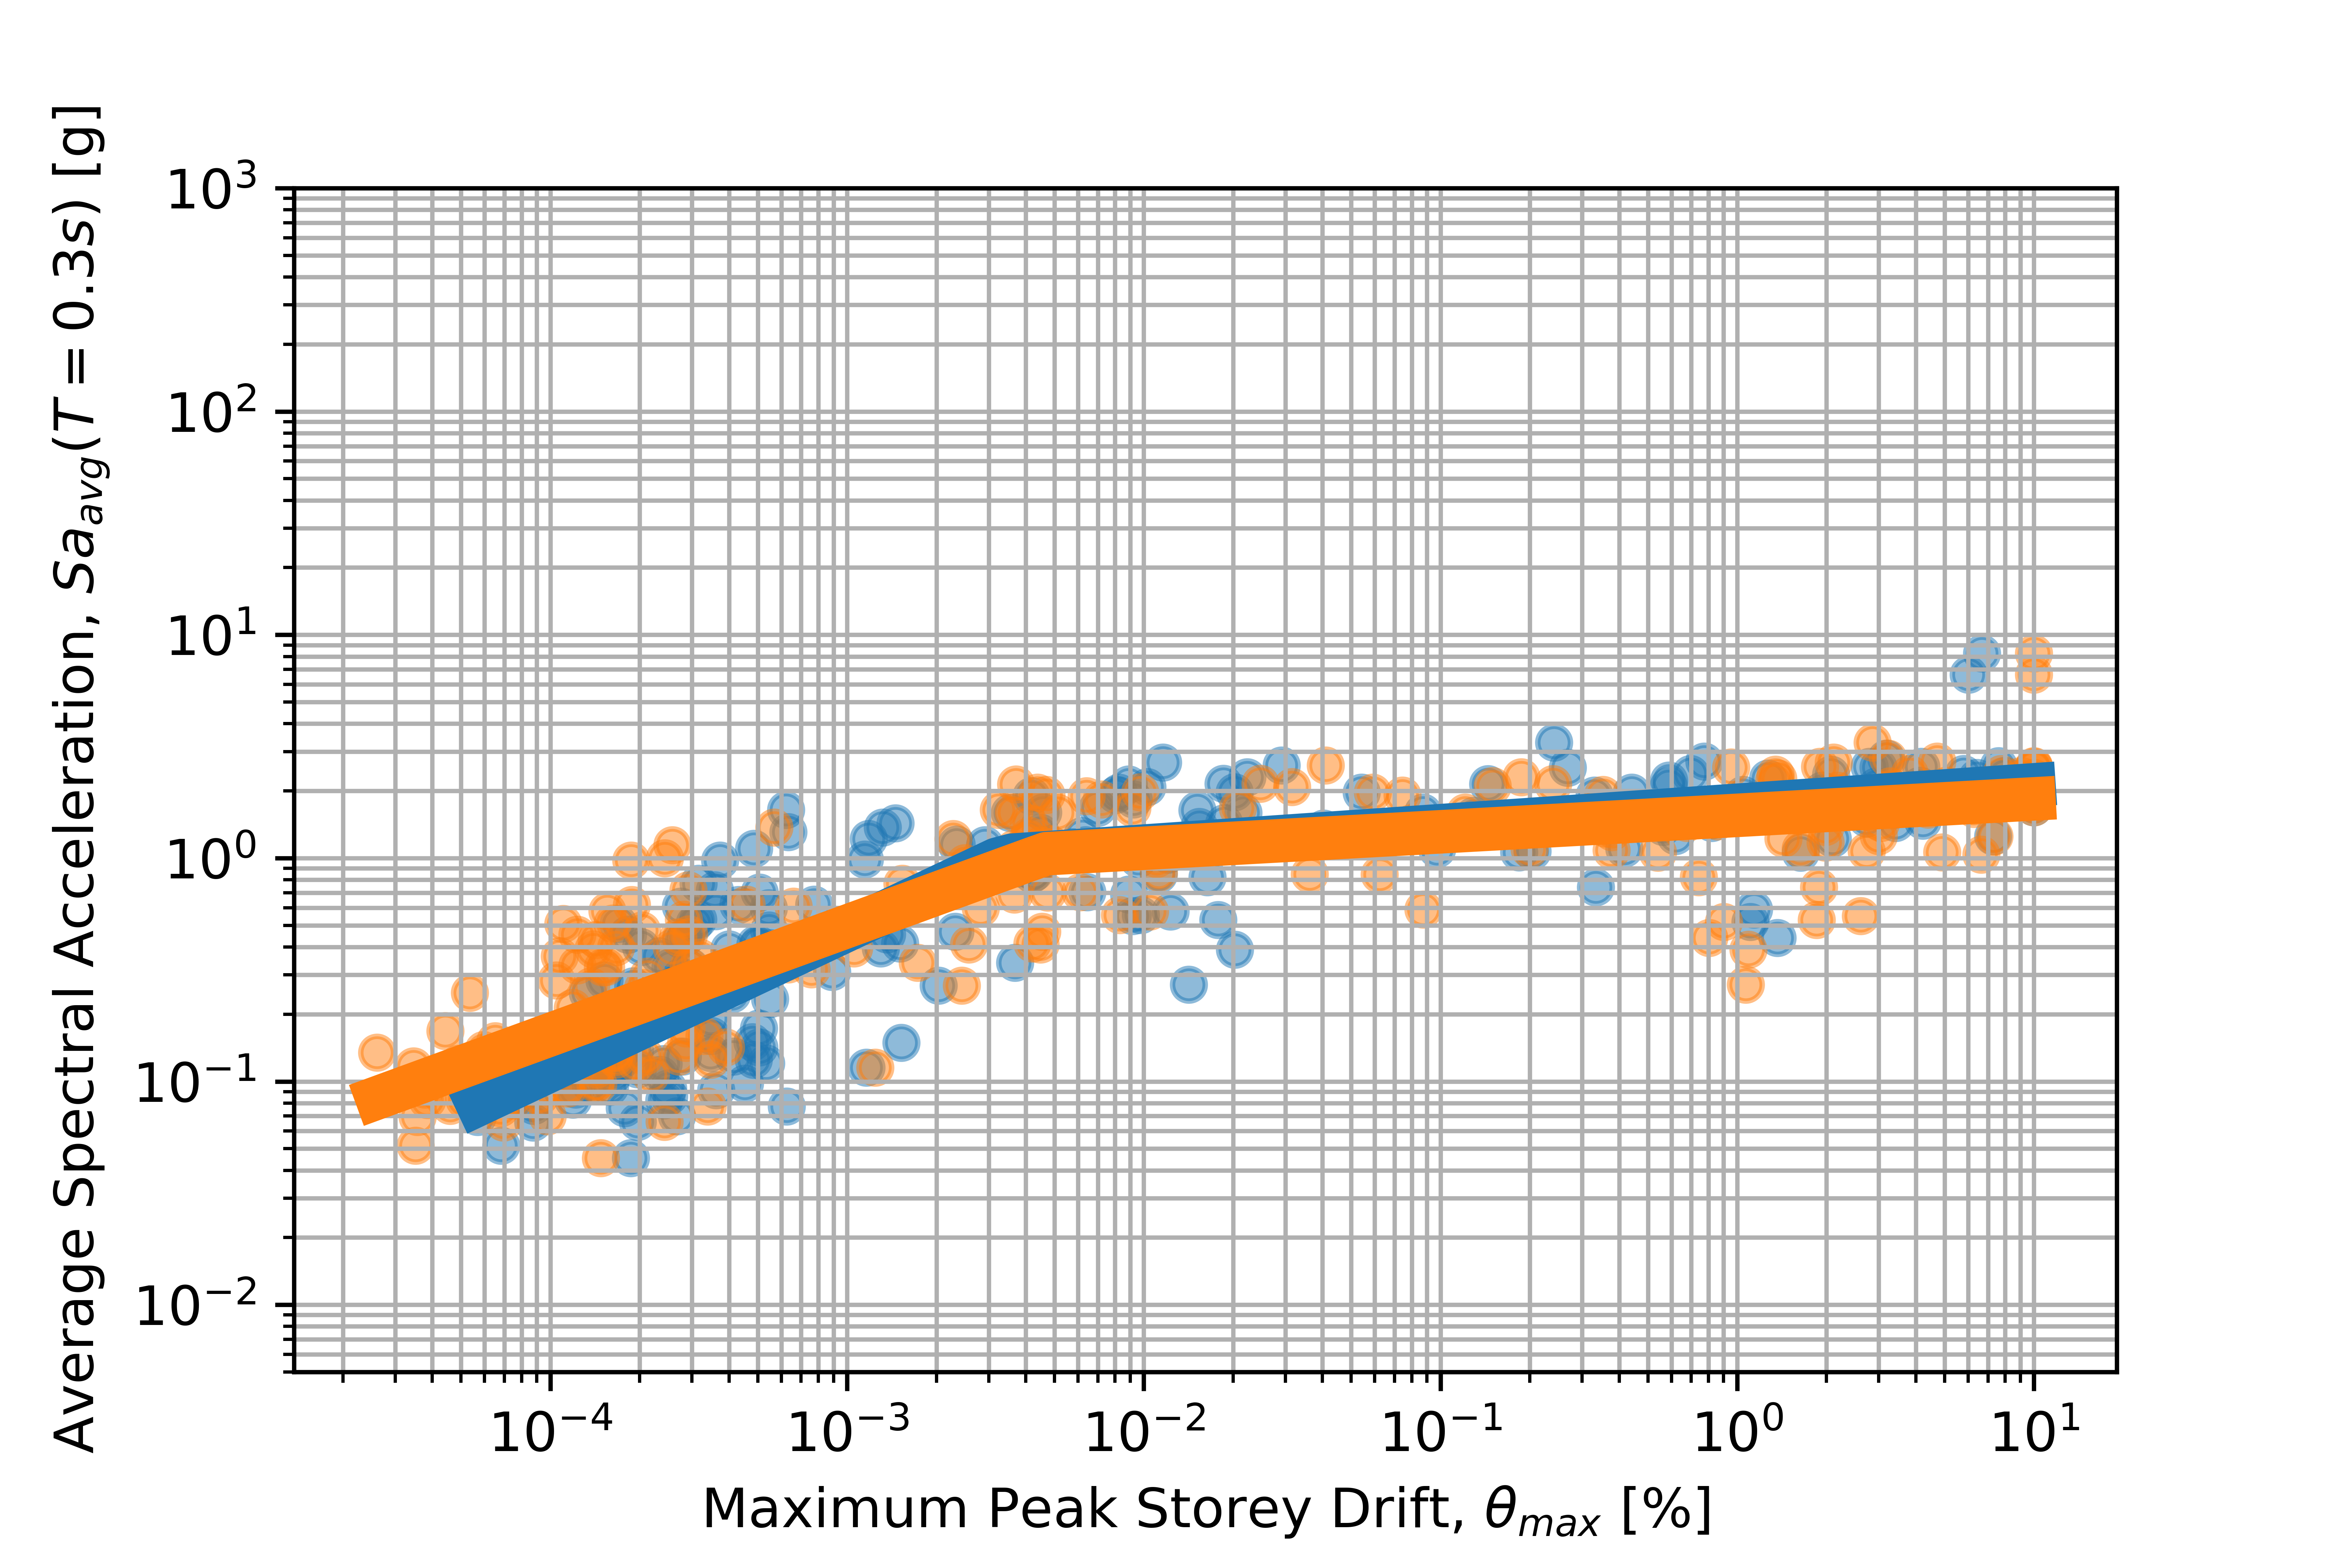 Average Spectral Acceleration, Sa_avg(T = 0.3s) [g]
10^3
10^2
10^1
10^0
10^−1
10^−2
10^−4 10^−3 10^−2 10^−1 10^0 10^1
Maximum Peak Storey Drift, θ_max [%]